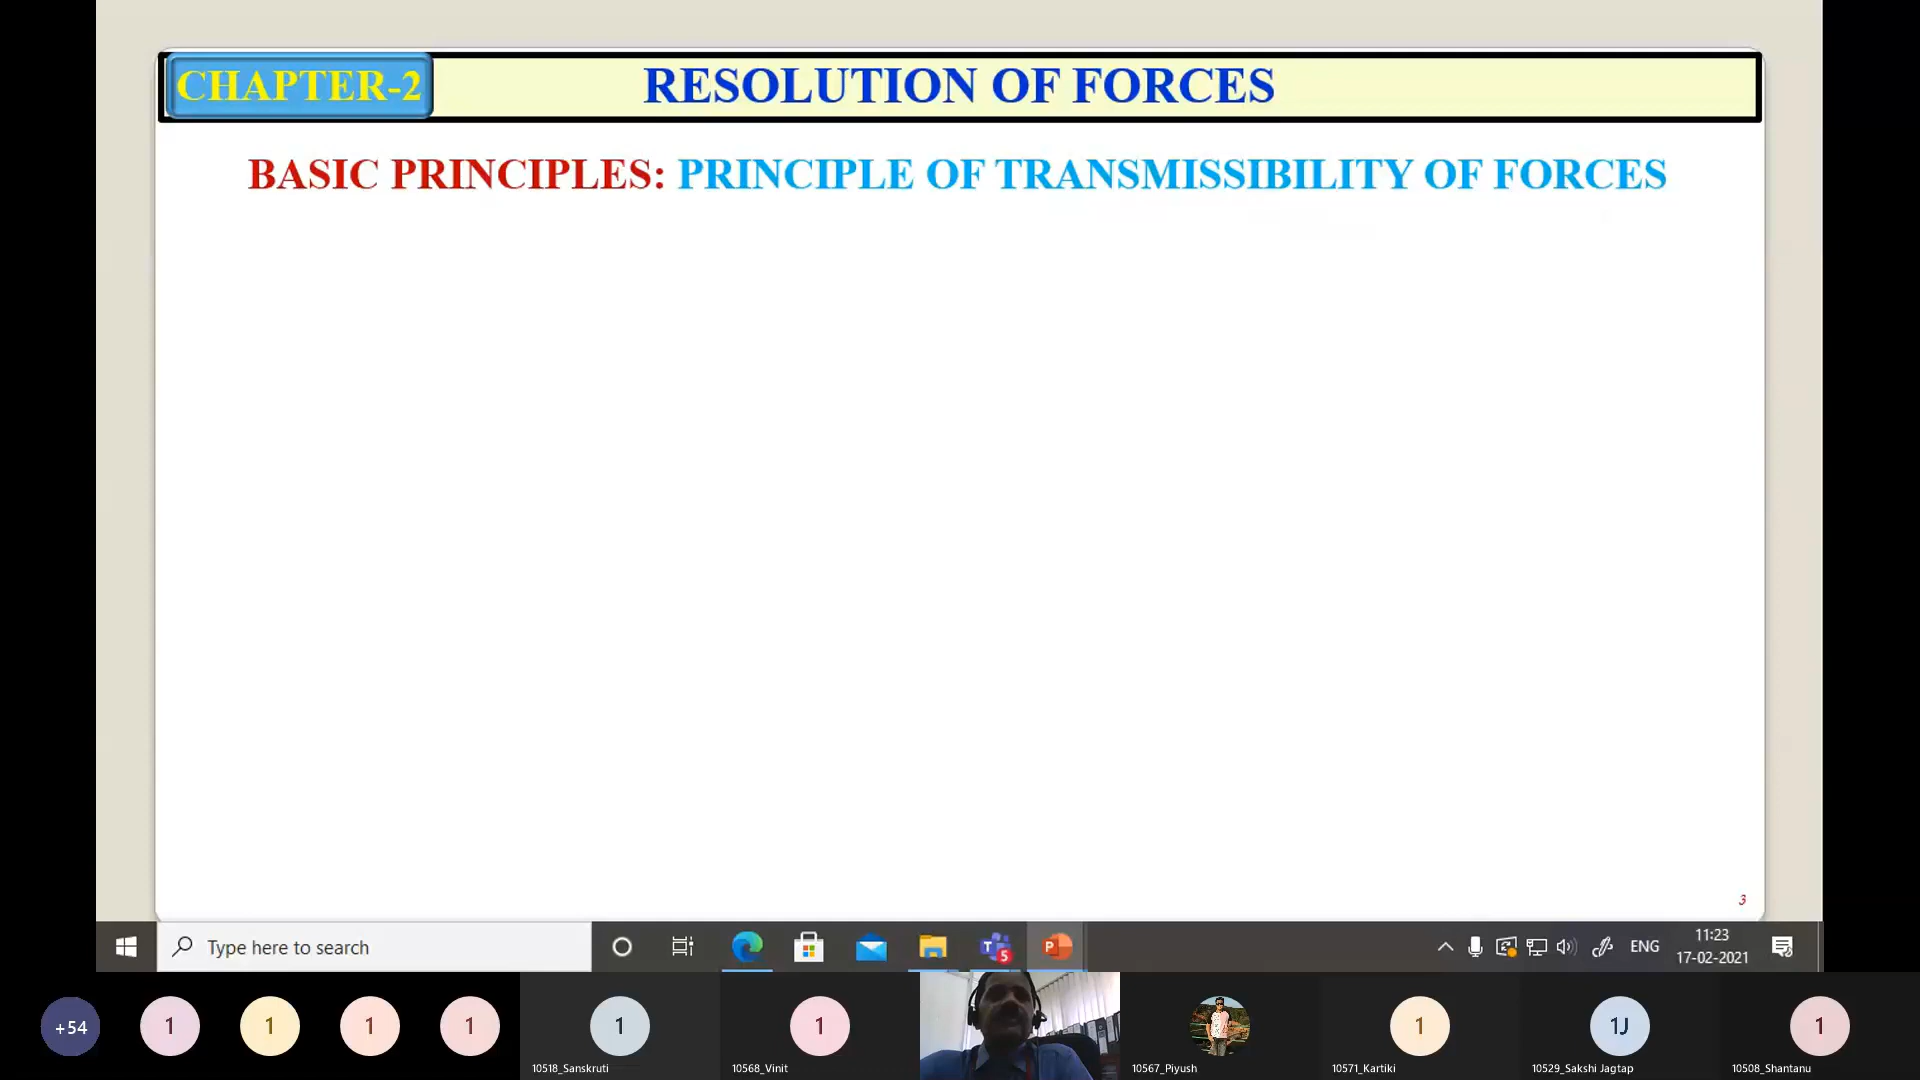 CHAPTER-2
RESOLUTION OF FORCES
BASIC PRINCIPLES: PRINCIPLE OF TRANSMISSIBILITY OF FORCES
3
Type here to search
T
5
P
ENG
11:23
17-02-2021
+54
1
1
1
1
1
1
1
1J
1
10518_Sanskruti
10568_Vinit
10567_Piyush
10571_Kartiki
10529_Sakshi Jagtap
10508_Shantanu